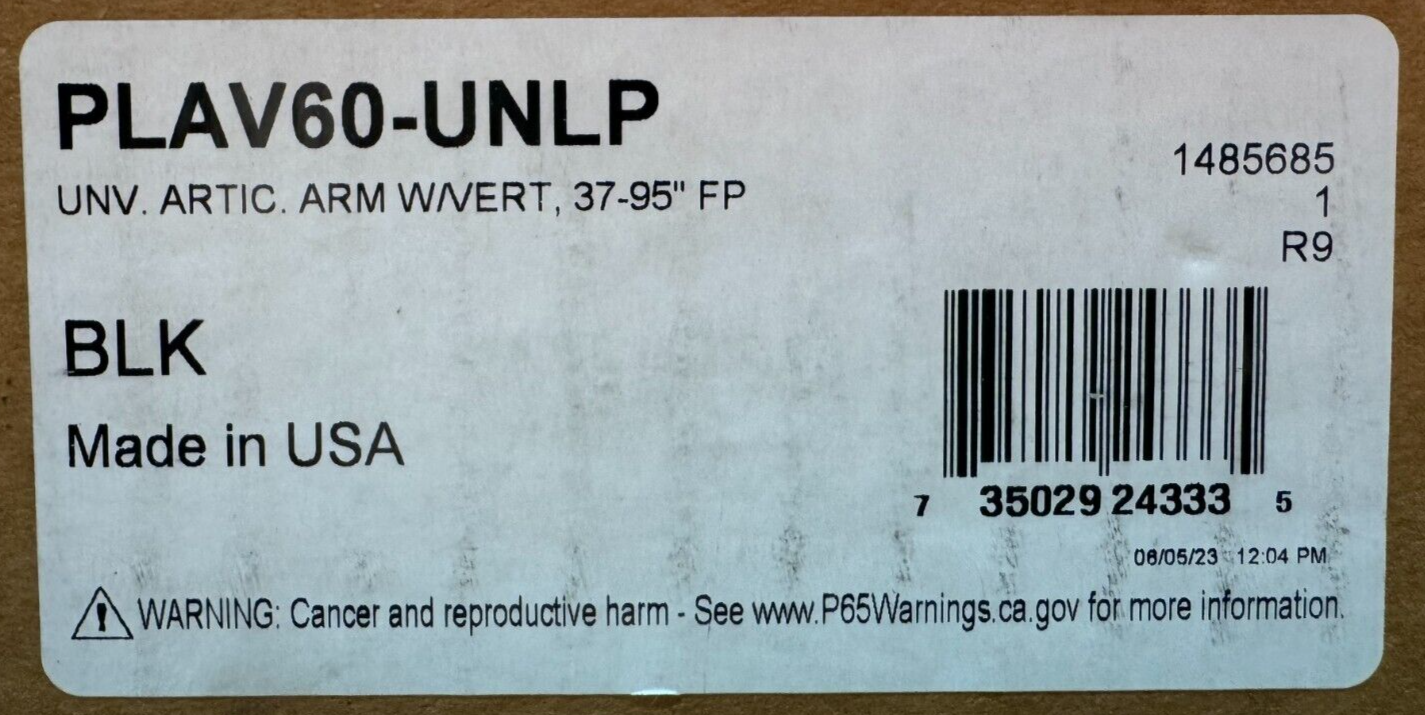 PLAV60-UNLP
UNV. ARTIC. ARM W/VERT, 37-95" FP
1485685
1
R9
BLK
Made in USA
7 35029 24333 5
06/05/23 12:04 PM
WARNING: Cancer and reproductive harm - See www.P65Warnings.ca.gov for more information.